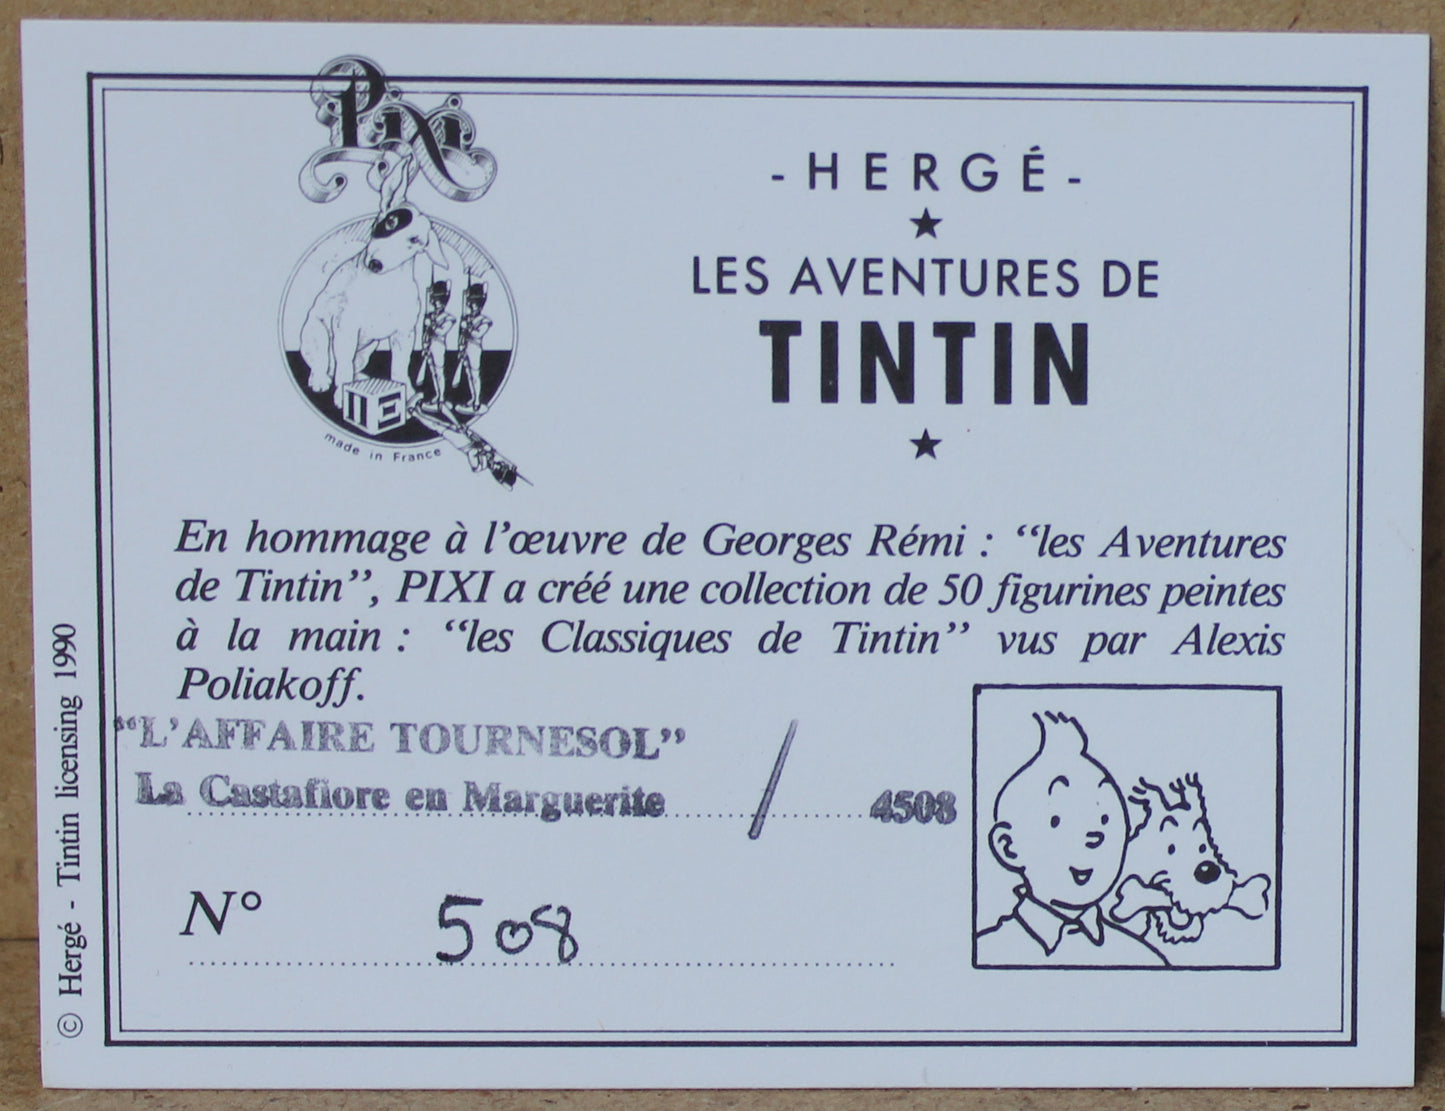 Pixi
made in France
- HERGÉ -
★
LES AVENTURES DE
TINTIN
★
En hommage à l'œuvre de Georges Rémi : “les Aventures
de Tintin”, PIXI a créé une collection de 50 figurines peintes
à la main : “les Classiques de Tintin” vus par Alexis
Poliakoff.
“L'AFFAIRE TOURNESOL”
La Castafiore en Marguerite / 4508
N° 508
© Hergé - Tintin licensing 1990